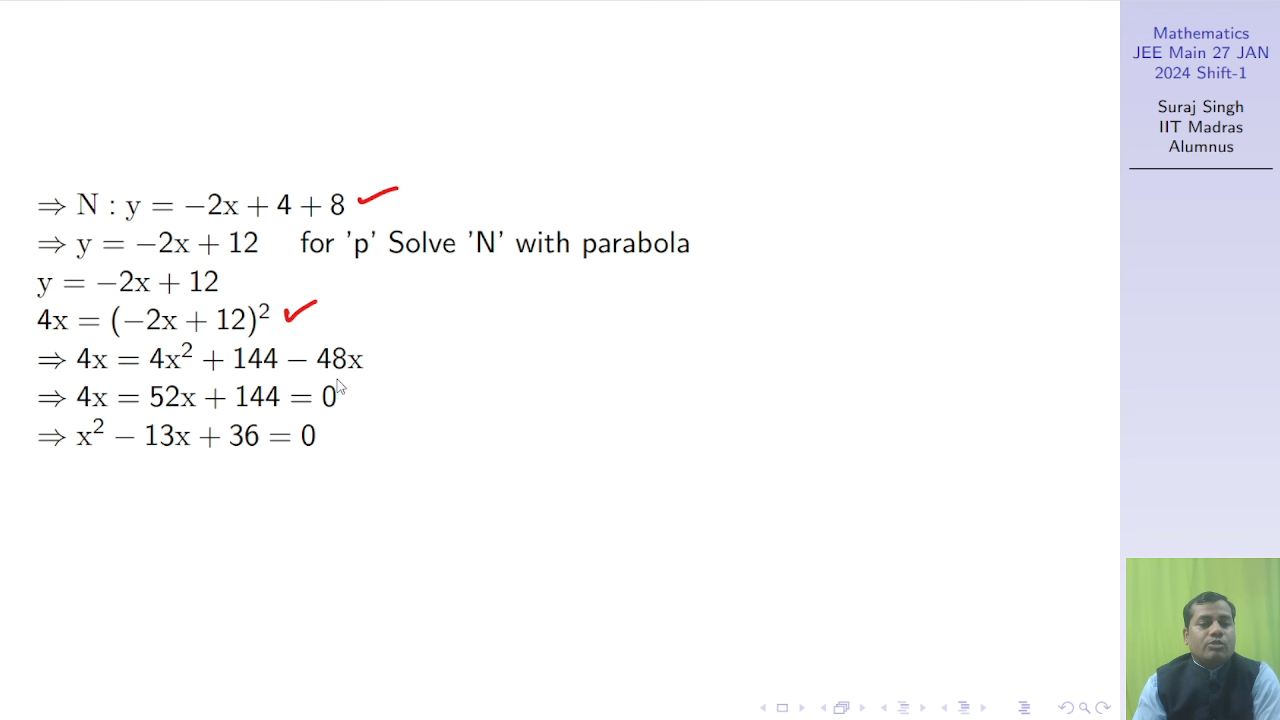 ⇒ N : y = −2x + 4 + 8
⇒ y = −2x + 12 for 'p' Solve 'N' with parabola
y = −2x + 12
4x = (−2x + 12)²
⇒ 4x = 4x² + 144 − 48x
⇒ 4x = 52x + 144 = 0
⇒ x² − 13x + 36 = 0
Mathematics
JEE Main 27 JAN
2024 Shift-1
Suraj Singh
IIT Madras
Alumnus